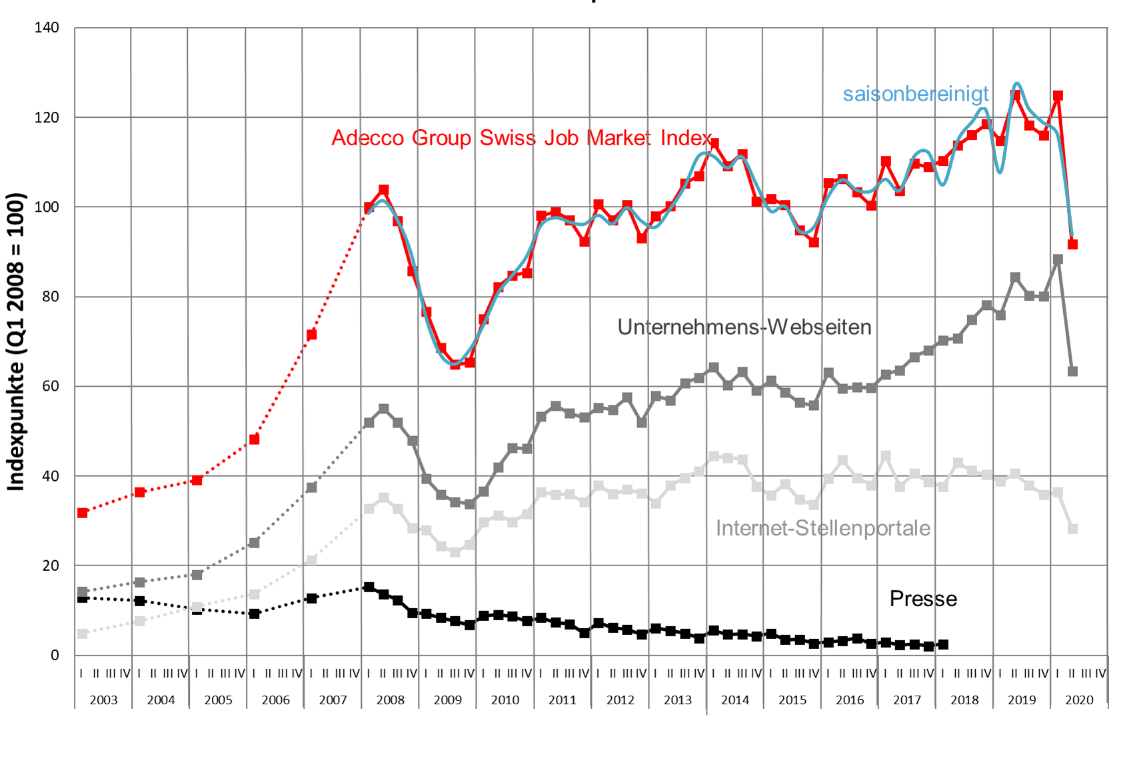 140
120
100
80
60
40
20
0
Indexpunkte (Q1 2008 = 100)
saisonbereinigt
Adecco Group Swiss Job Market Index
Unternehmens-Webseiten
Internet-Stellenportale
Presse
I II III IV I II III IV I II III IV I II III IV I II III IV I II III IV I II III IV I II III IV I II III IV I II III IV I II III IV I II III IV I II III IV I II III IV I II III IV I II III IV I II III IV I II III IV
2003 2004 2005 2006 2007 2008 2009 2010 2011 2012 2013 2014 2015 2016 2017 2018 2019 2020